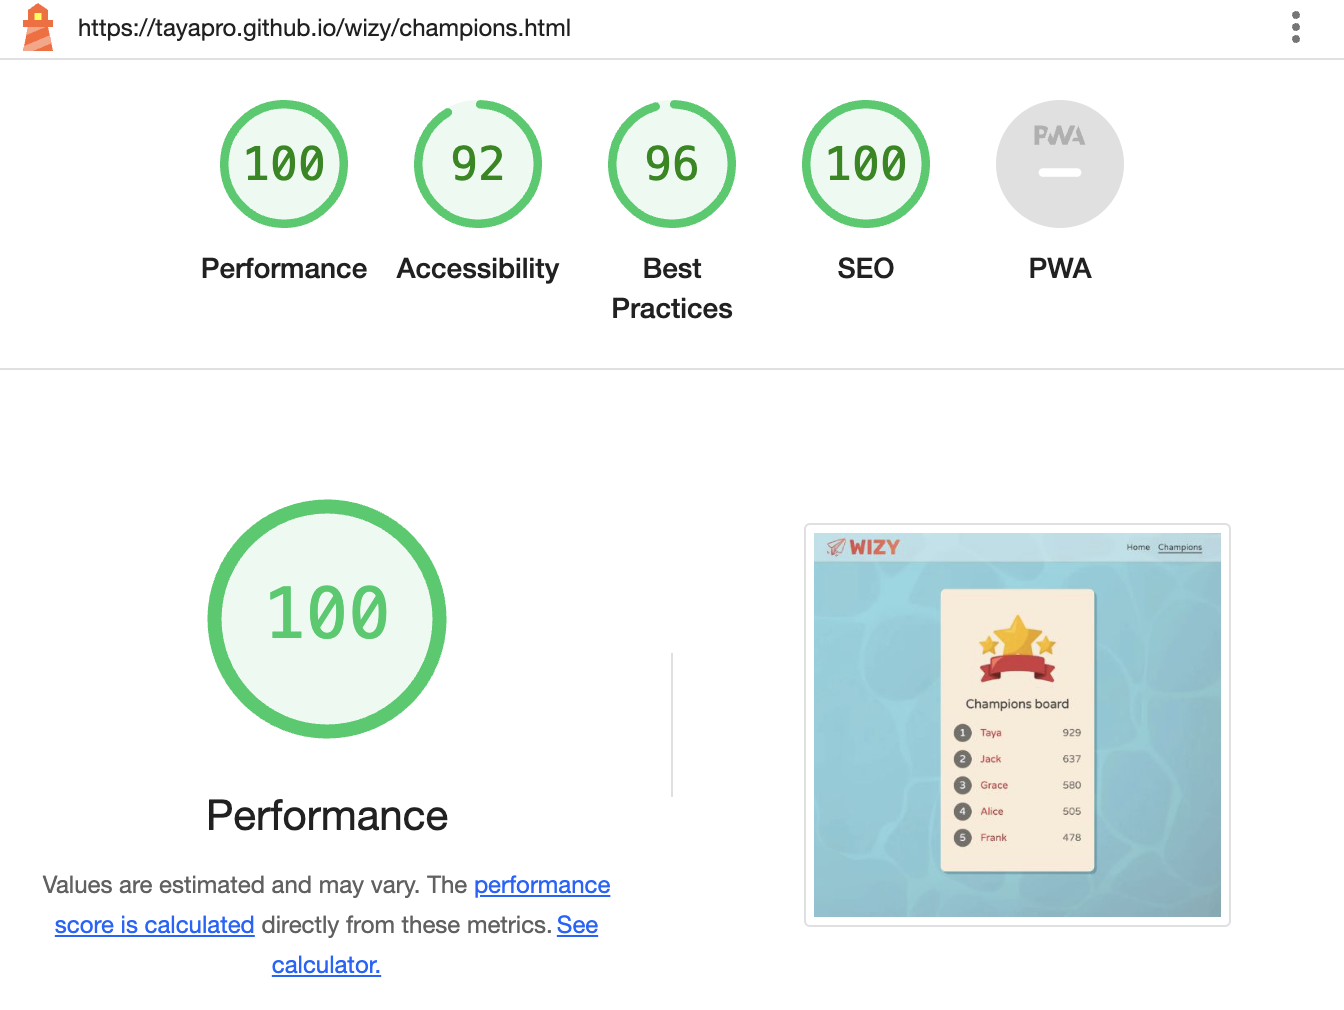 https://tayapro.github.io/wizy/champions.html
100
92
96
100
PWA
Performance
Accessibility
Best
Practices
SEO
PWA
100
Performance
Values are estimated and may vary. The performance
score is calculated directly from these metrics. See
calculator.
WIZY
Home Champions
Champions board
1 Taya 929
2 Jack 637
3 Grace 580
4 Alice 505
5 Frank 478